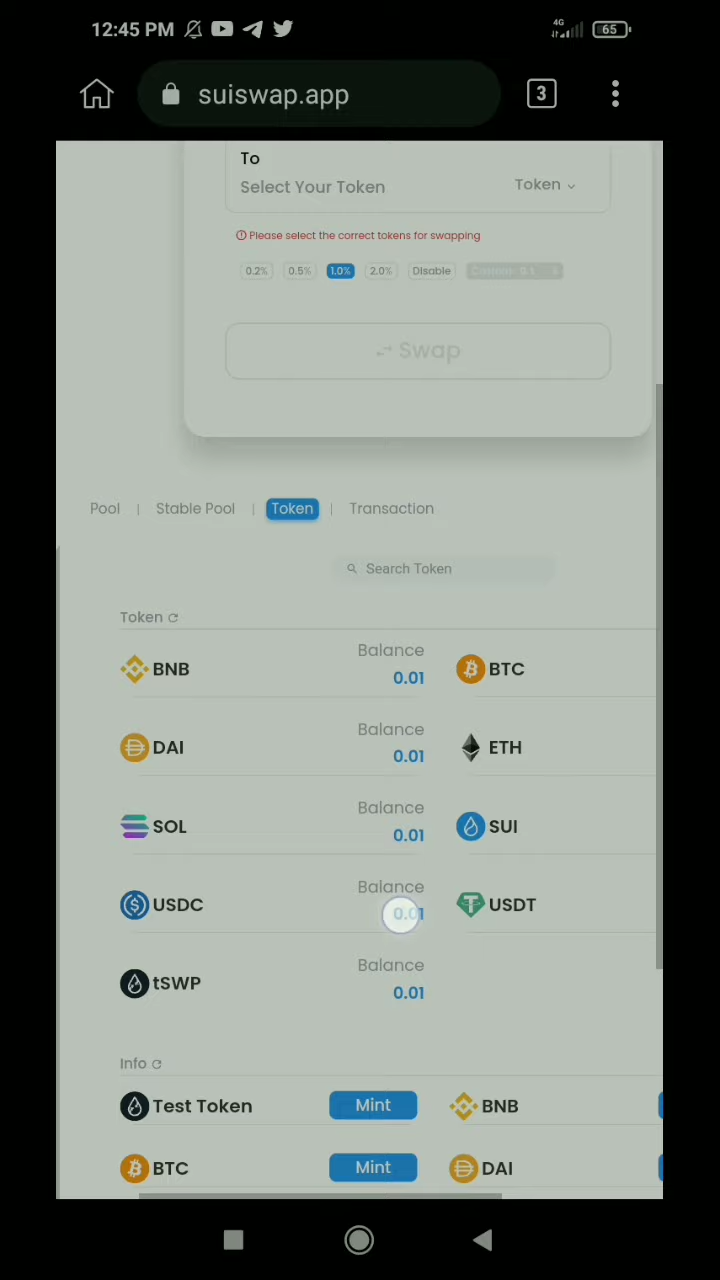 12:45 PM
4G
65
suiswap.app
3
To
Select Your Token
Token
Please select the correct tokens for swapping
0.2%
0.5%
1.0%
2.0%
Disable
Swap
Pool | Stable Pool | Token | Transaction
Search Token
Token
BNB
Balance
0.01
BTC
DAI
Balance
0.01
ETH
SOL
Balance
0.01
SUI
USDC
Balance
0.01
USDT
tSWP
Balance
0.01
Info
Test Token
Mint
BNB
BTC
Mint
DAI